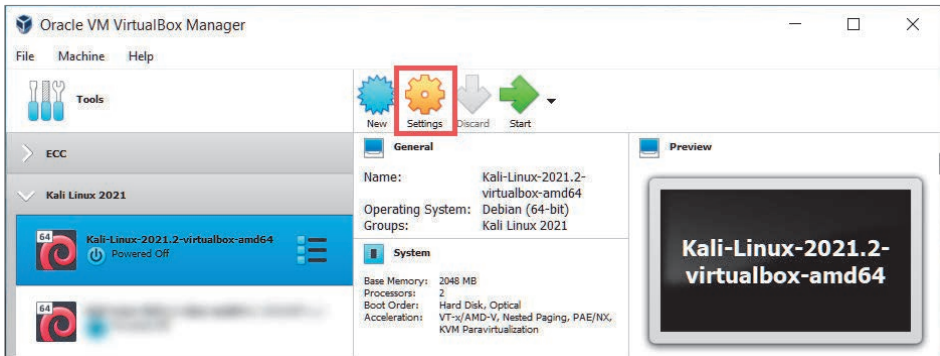 Oracle VM VirtualBox Manager
File Machine Help
Tools
New Settings Discard Start
ECC
Kali Linux 2021
64
Kali-Linux-2021.2-virtualbox-amd64
Powered Off
64
General
Name: Kali-Linux-2021.2-
virtualbox-amd64
Operating System: Debian (64-bit)
Groups: Kali Linux 2021
System
Base Memory: 2048 MB
Processors: 2
Boot Order: Hard Disk, Optical
Acceleration: VT-x/AMD-V, Nested Paging, PAE/NX,
KVM Paravirtualization
Preview
Kali-Linux-2021.2-
virtualbox-amd64